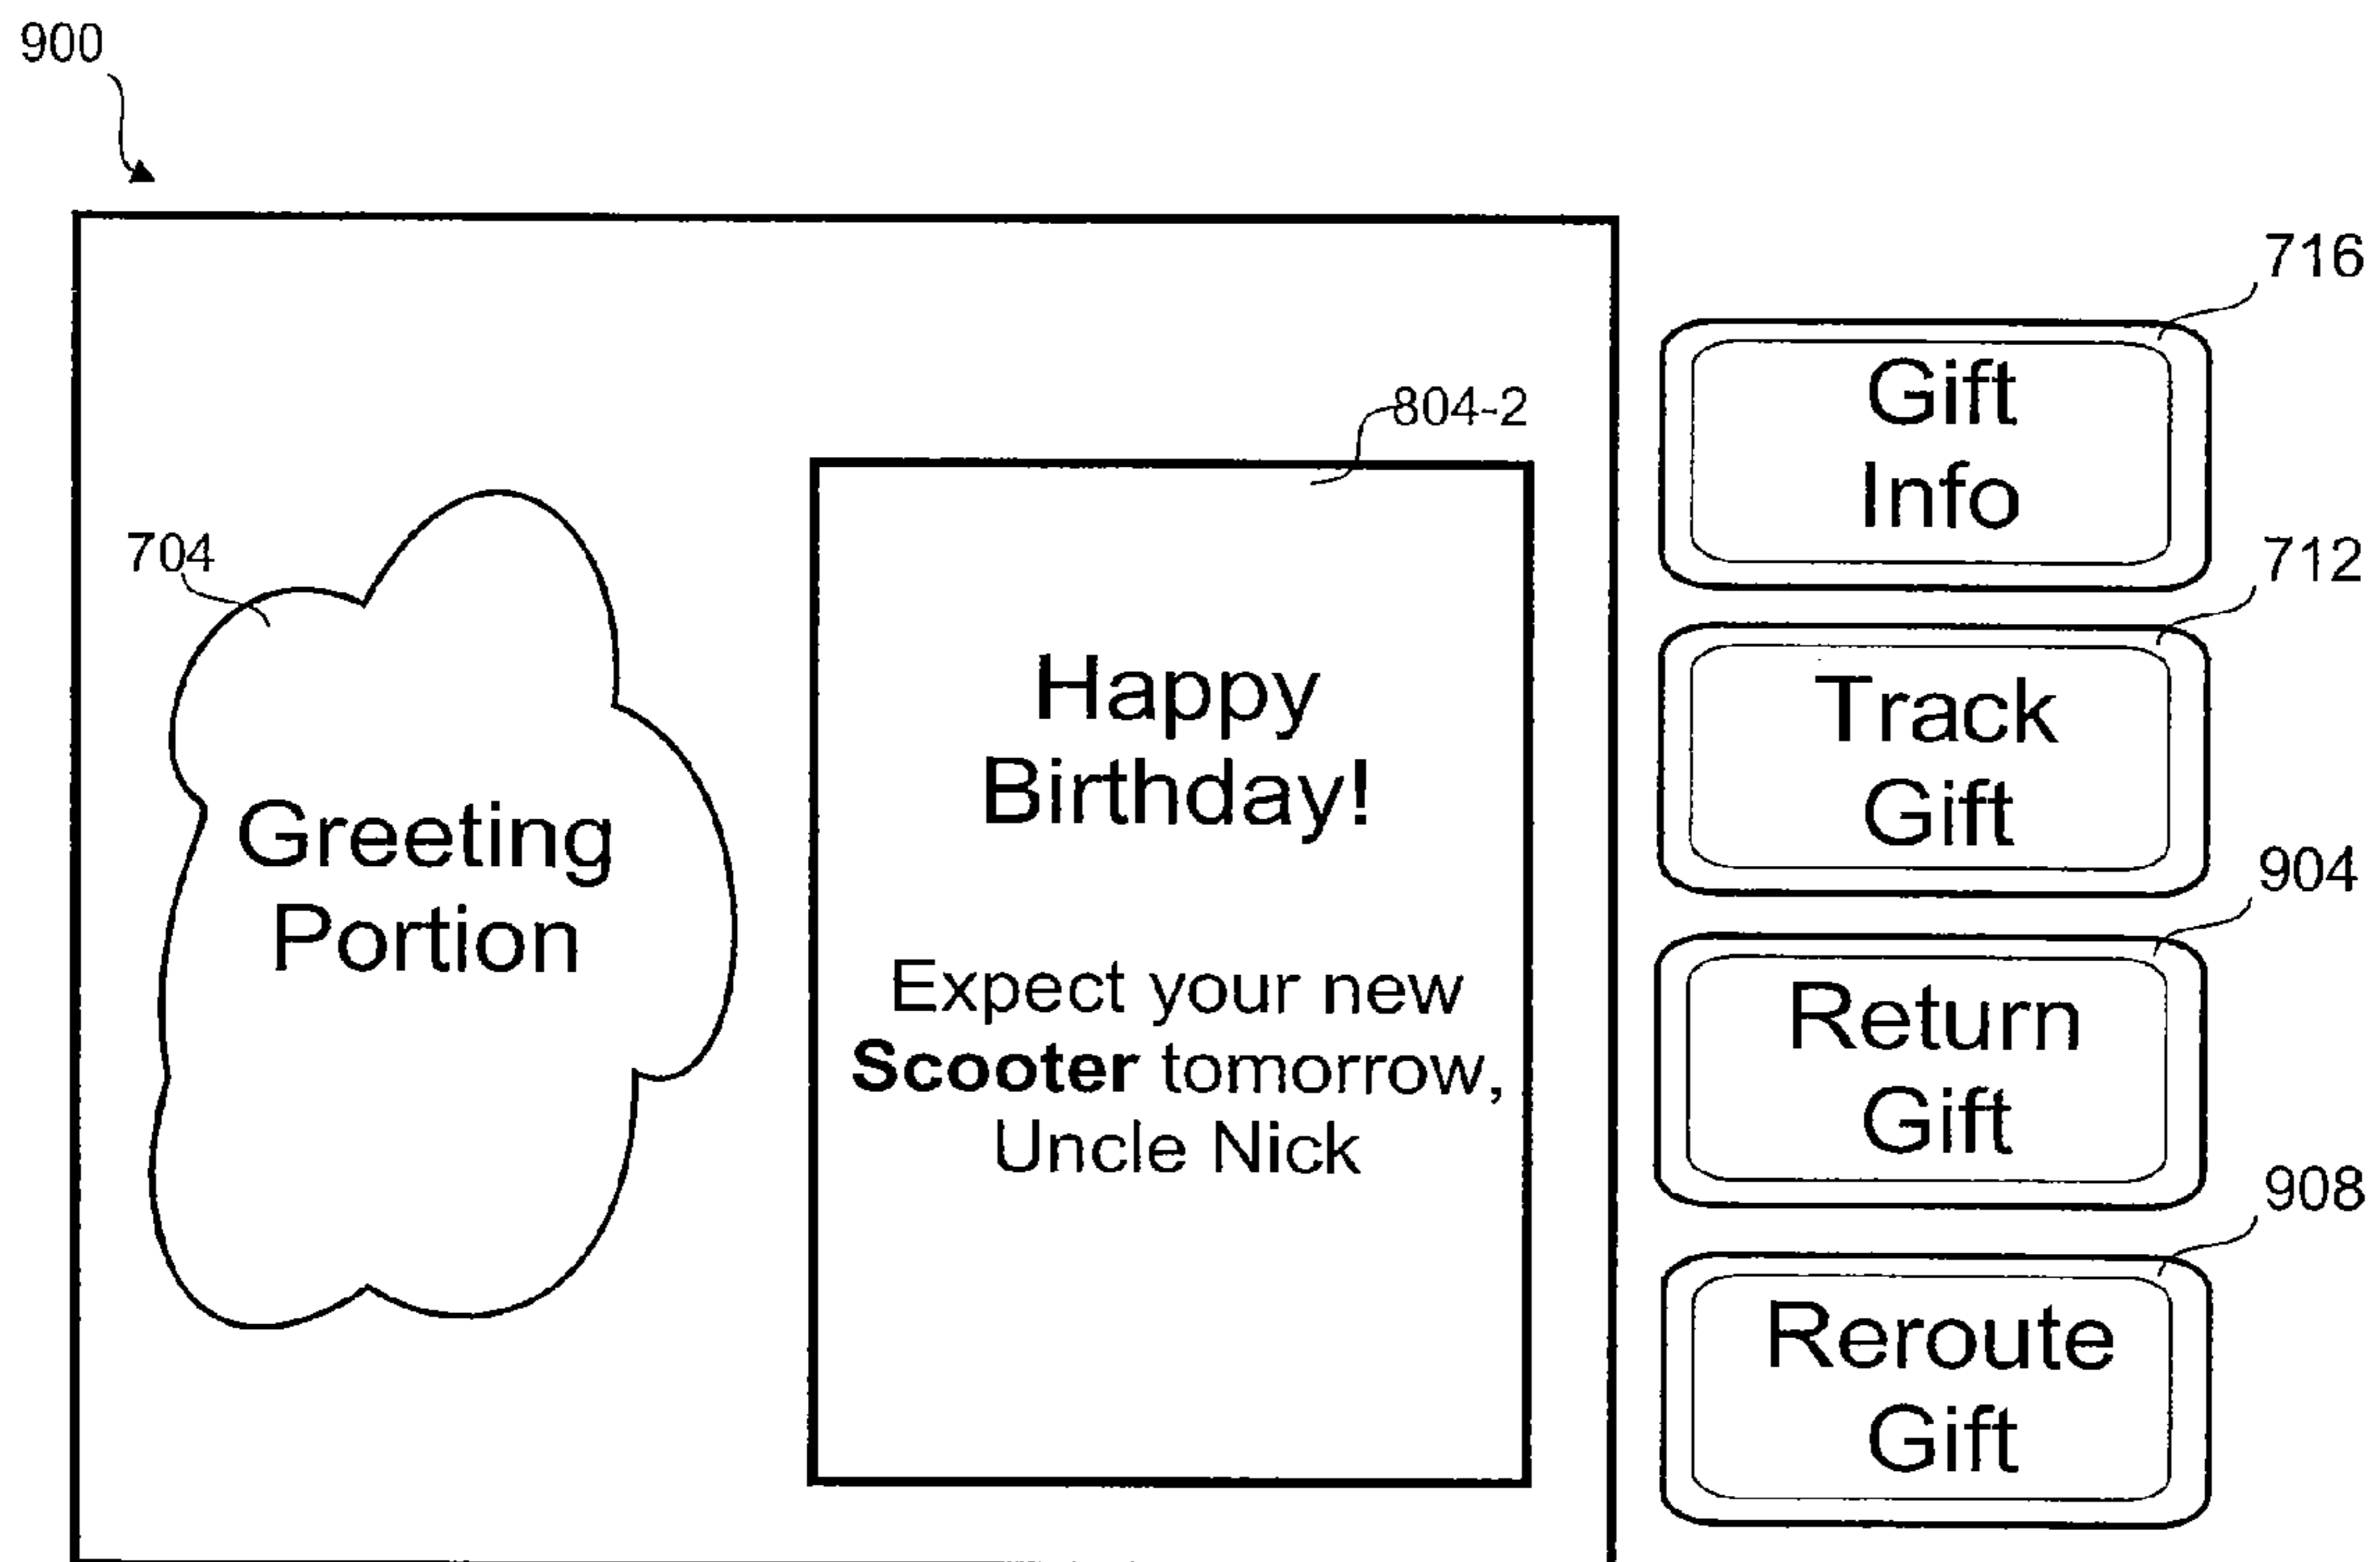 900
716
Gift
Info
804-2
704
712
Happy
Birthday!
Track
Gift
Greeting
Portion
904
Expect your new
Scooter tomorrow,
Uncle Nick
Return
Gift
908
Reroute
Gift